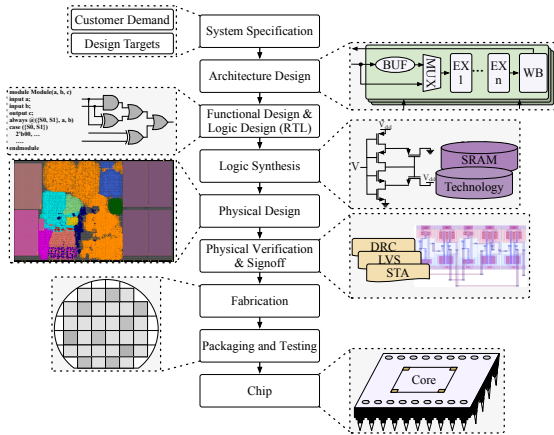 Customer Demand
Design Targets
System Specification
Architecture Design
BUF
MUX
EX
1
EX
n
WB
module Module(a, b, c)
input a;
input b;
output c;
always @({S0, S1}, a, b)
case ({S0, S1})
2'b00, ...
....
endmodule
Functional Design &
Logic Design (RTL)
Logic Synthesis
Vdd
V
Vdd
SRAM
Technology
Physical Design
Physical Verification
& Signoff
DRC
LVS
STA
Fabrication
Packaging and Testing
Chip
Core